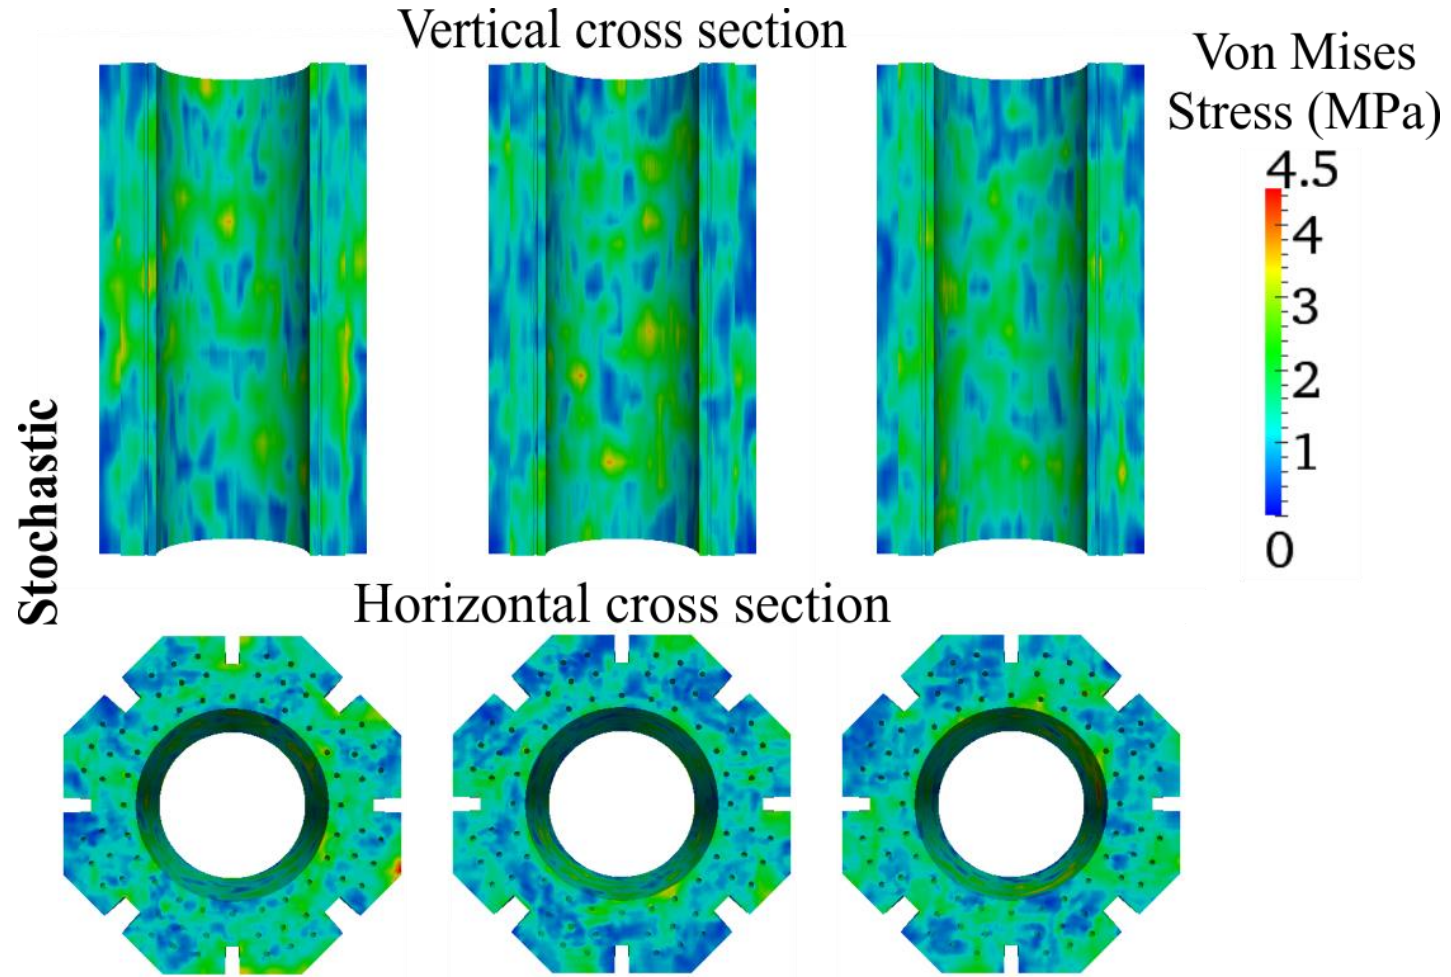 Vertical cross section
Von Mises
Stress (MPa)
4.5
4
3
2
1
0
Stochastic
Horizontal cross section